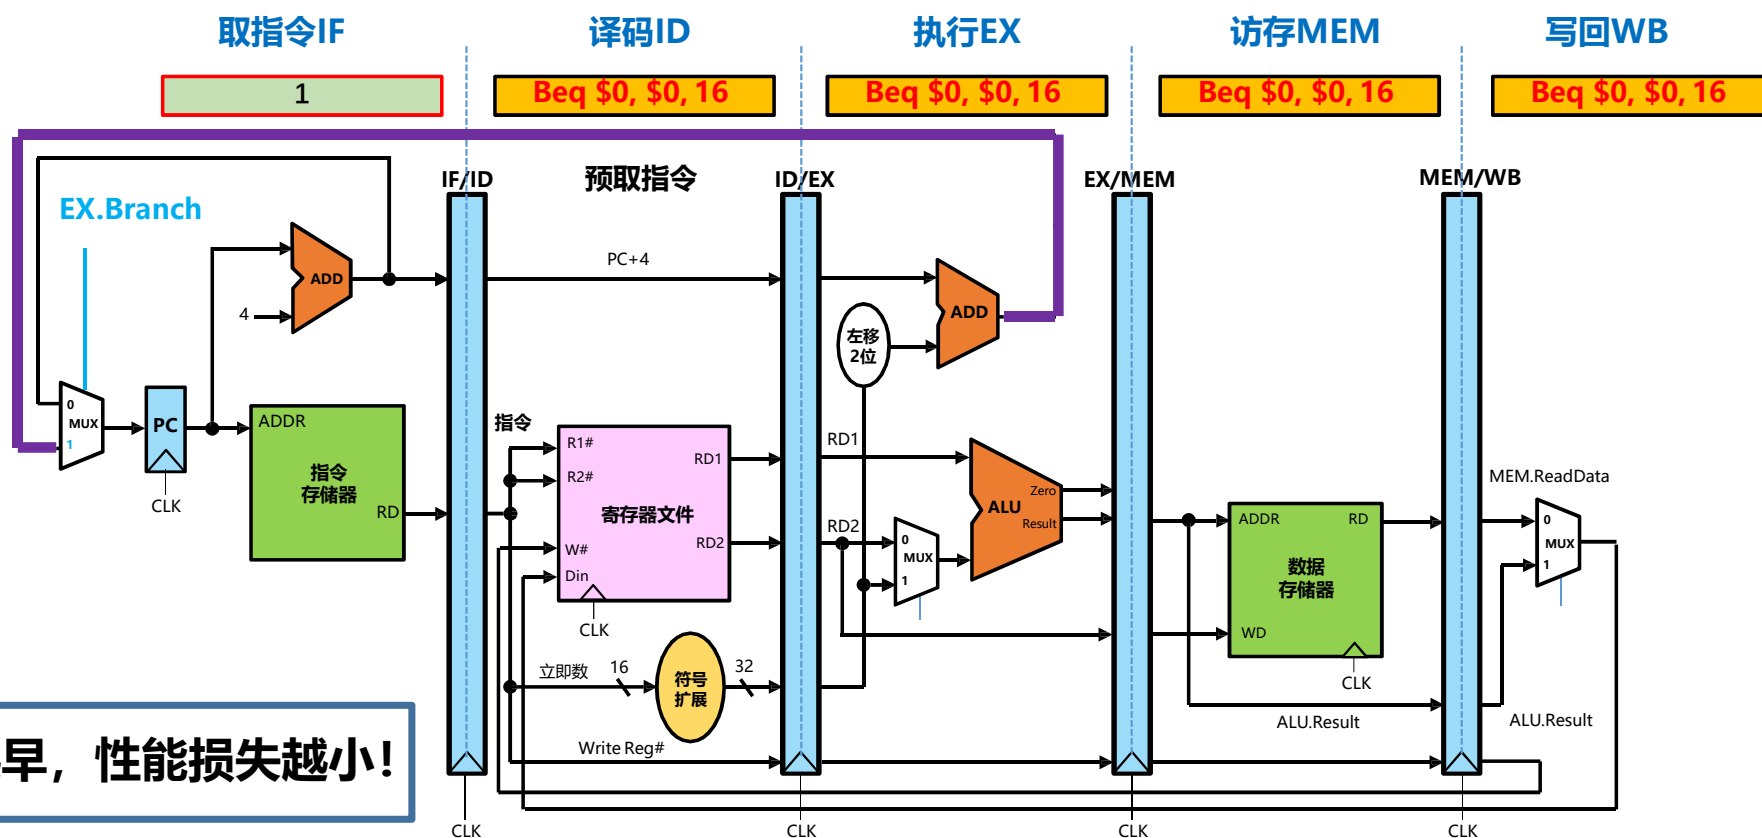 取指令IF
译码ID
执行EX
访存MEM
写回WB
1
Beq $0, $0, 16
Beq $0, $0, 16
Beq $0, $0, 16
Beq $0, $0, 16
IF/ID
预取指令
ID/EX
EX/MEM
MEM/WB
EX.Branch
ADD
4
PC+4
ADD
左移
2位
0
MUX
1
PC
CLK
ADDR
指令
存储器
RD
指令
R1#
R2#
W#
Din
寄存器文件
RD1
RD2
CLK
RD1
RD2
0
MUX
1
ALU
Zero
Result
ADDR
RD
数据
存储器
WD
CLK
MEM.ReadData
0
MUX
1
立即数
16
符号
扩展
32
Write Reg#
ALU.Result
ALU.Result
早，性能损失越小！
CLK
CLK
CLK
CLK